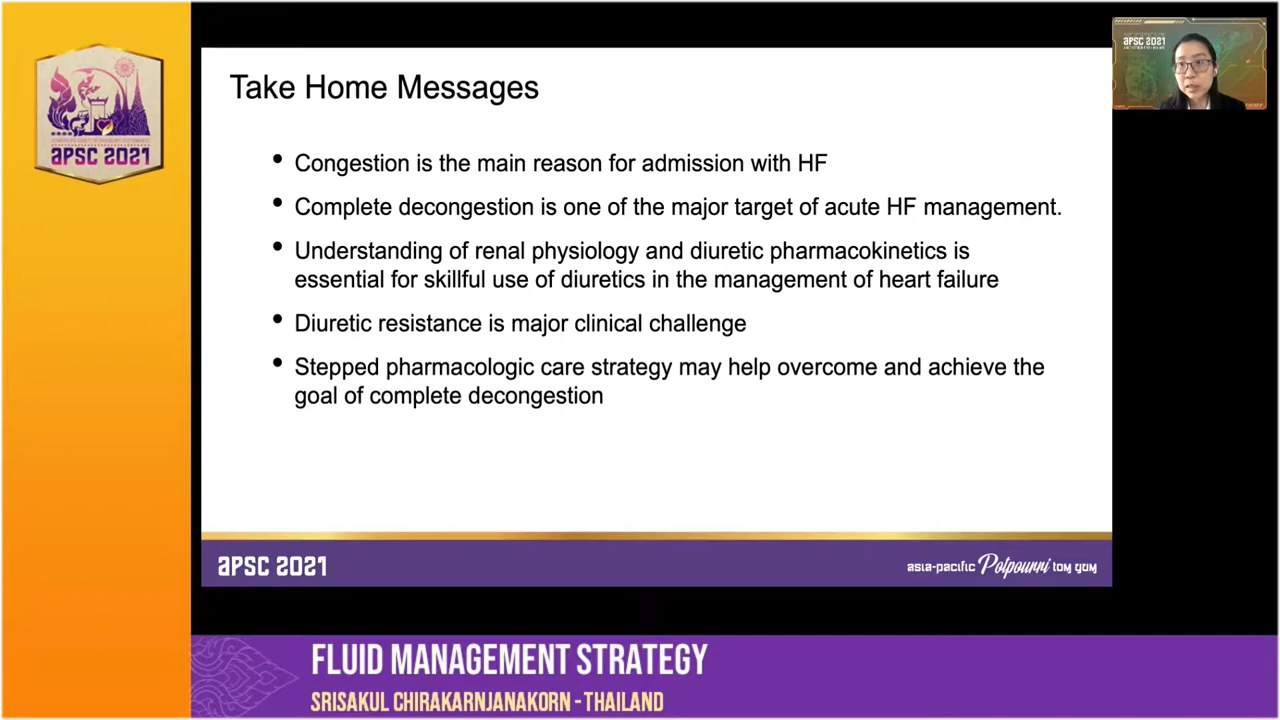 APSC 2021
APSC 2021
Take Home Messages
• Congestion is the main reason for admission with HF
• Complete decongestion is one of the major target of acute HF management.
• Understanding of renal physiology and diuretic pharmacokinetics is
essential for skillful use of diuretics in the management of heart failure
• Diuretic resistance is major clinical challenge
• Stepped pharmacologic care strategy may help overcome and achieve the
goal of complete decongestion
APSC 2021
asia-pacific Potpourri tom yum
FLUID MANAGEMENT STRATEGY
SRISAKUL CHIRAKARNJANAKORN - THAILAND